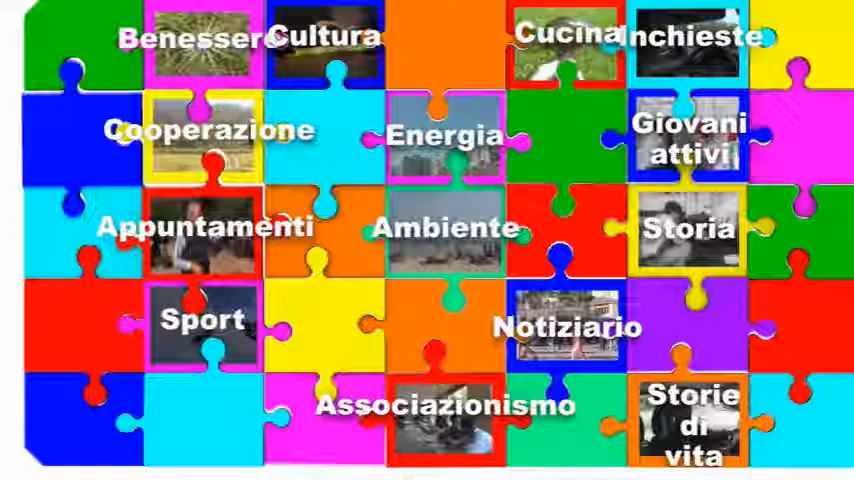 Benessere
Cultura
Cucina
Inchieste
Cooperazione
Energia
Giovani
attivi
Appuntamenti
Ambiente
Storia
Sport
Notiziario
Associazionismo
Storie
di
vita